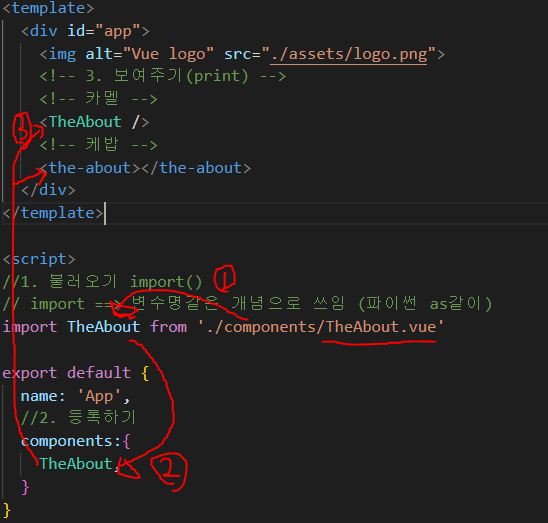 <template>
<div id="app">
<img alt="Vue logo" src="./assets/logo.png">
<!-- 3. 보여주기(print) -->
<!-- 카멜 -->
③ <TheAbout />
<!-- 케밥 -->
<the-about></the-about>
</div>
</template>
<script>
//1. 불러오기 import() ①
// import ==> 변수명같은 개념으로 쓰임 (파이썬 as같이)
import TheAbout from './components/TheAbout.vue'
export default {
name: 'App',
//2. 등록하기
components:{
TheAbout, ②
}
}